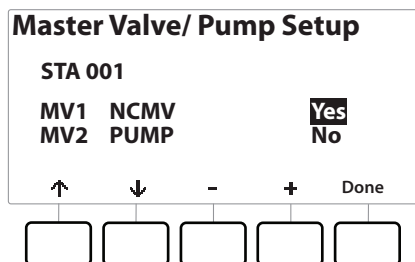 Master Valve/ Pump Setup
STA 001
MV1 NCMV Yes
MV2 PUMP No
↑ ↓ - + Done